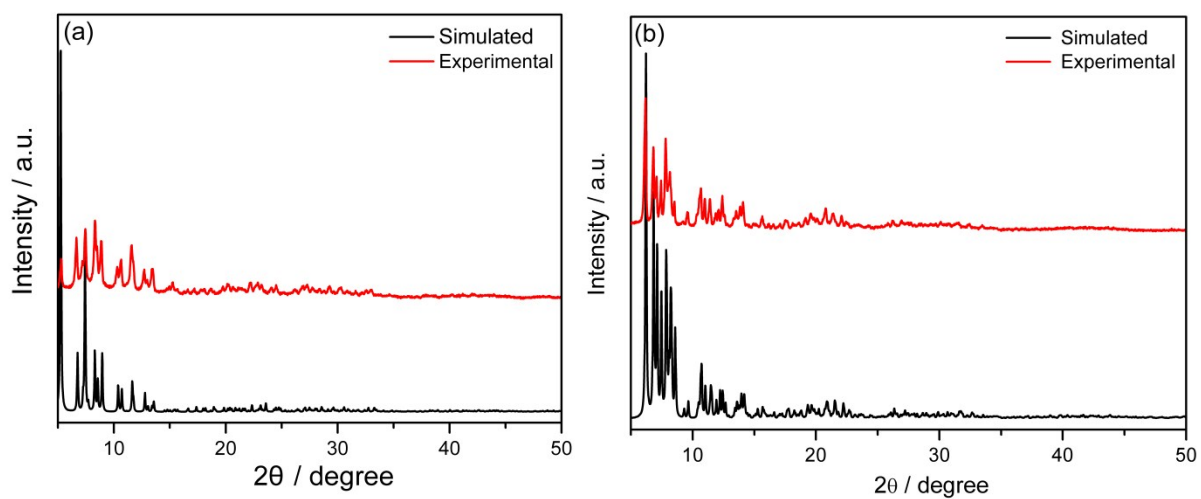 (a)
Simulated
Experimental
Intensity / a.u.
10
20
30
40
50
2θ / degree
(b)
Simulated
Experimental
Intensity / a.u.
10
20
30
40
50
2θ / degree